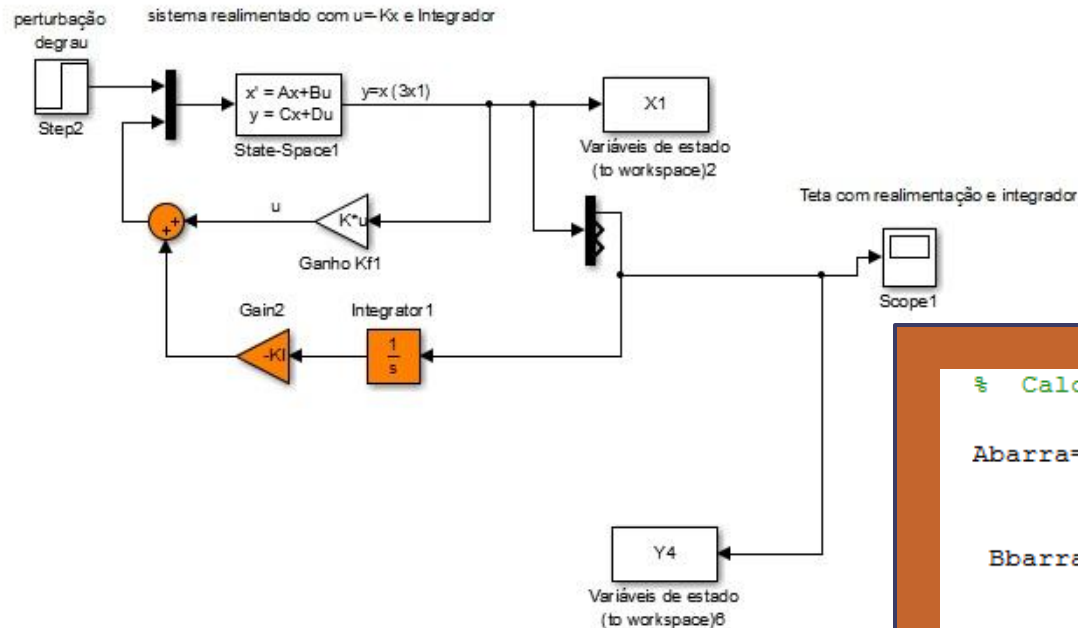 perturbação
degrau
sistema realimentado com u=-Kx e Integrador
Step2
x' = Ax+Bu
y = Cx+Du
State-Space1
y=x (3x1)
X1
Variáveis de estado
(to workspace)2
Teta com realimentação e integrador
u
K*u
Ganho Kf1
Scope1
Gain2
Integrator1
-KI
1
s
Y4
Variáveis de estado
(to workspace)6
Abarra=
Bbarra